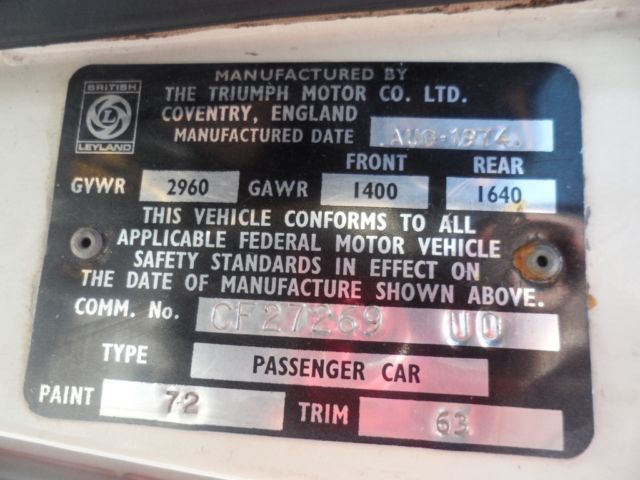 BRITISH
L
LEYLAND
MANUFACTURED BY
THE TRIUMPH MOTOR CO. LTD.
COVENTRY, ENGLAND
MANUFACTURED DATE AUG-1974.
FRONT REAR
GVWR 2960 GAWR 1400 1640
THIS VEHICLE CONFORMS TO ALL
APPLICABLE FEDERAL MOTOR VEHICLE
SAFETY STANDARDS IN EFFECT ON
THE DATE OF MANUFACTURE SHOWN ABOVE.
COMM. No. CF27269 UO
TYPE PASSENGER CAR
PAINT 72 TRIM 63